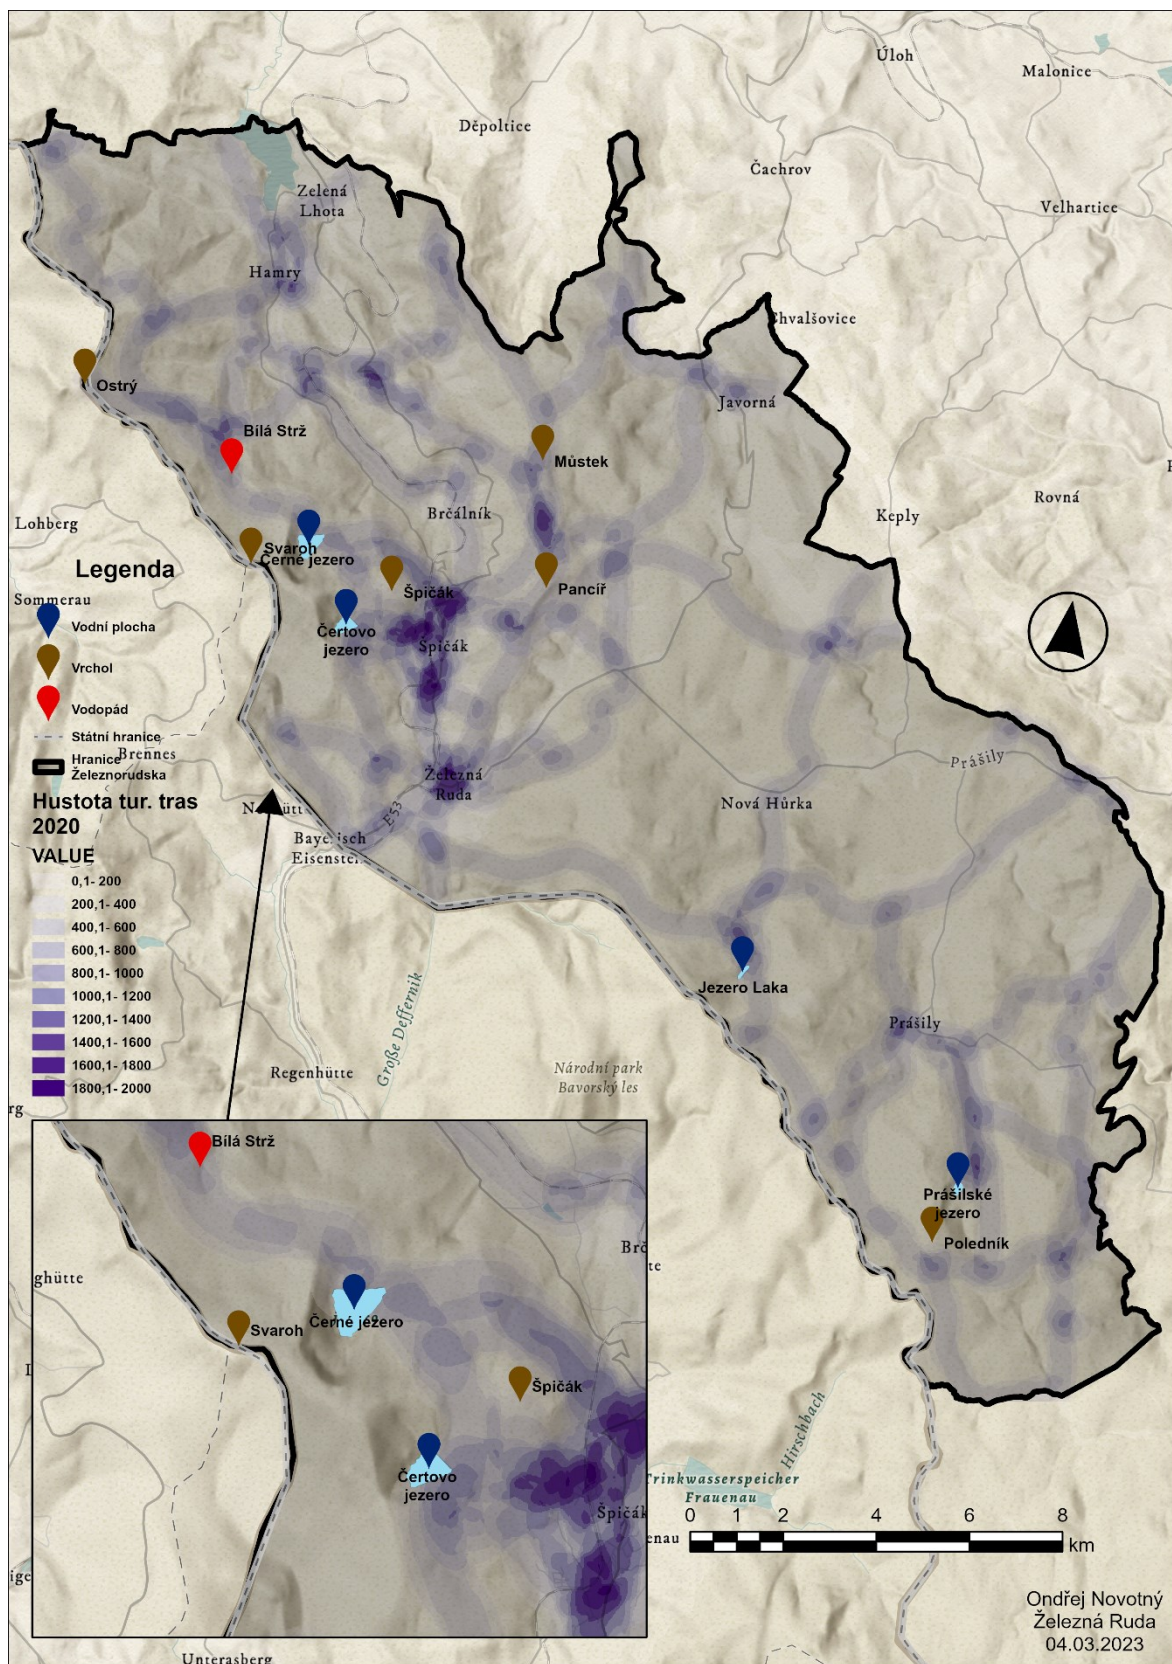 Úloh
Malonice
Děpoltice
Čachrov
Velhartice
Zelená
Lhota
Hamry
Chvalšovice
Ostrý
Javorná
Bílá Strž
Můstek
Rovná
Lohberg
Brčálník
Keply
Svaroh
Černé jezero
Legenda
Špičák
Pancíř
Sommerau
Vodní plocha
Čertovo
jezero
Špičák
Vrchol
Vodopád
Státní hranice
Brennes
Hranice
Železnorudska
Prášily
Železná
Ruda
Hustota tur. tras
2020
Nová Hůrka
E53
Bayerisch
Eisenstein
VALUE
0,1- 200
200,1- 400
400,1- 600
600,1- 800
800,1- 1000
1000,1- 1200
1200,1- 1400
1400,1- 1600
1600,1- 1800
1800,1- 2000
Jezero Laka
Große Deffernik
Prášily
Regenhütte
Národní park
Bavorský les
Bílá Strž
Prášilské
jezero
Poledník
Brč
ghütte
Černé jezero
Svaroh
Špičák
Hirschbach
Čertovo
jezero
Trinkwasserspeicher
Frauenau
Špičák
enau
0 1 2 4 6 8
km
Ondřej Novotný
Železná Ruda
04.03.2023
Unterasberg